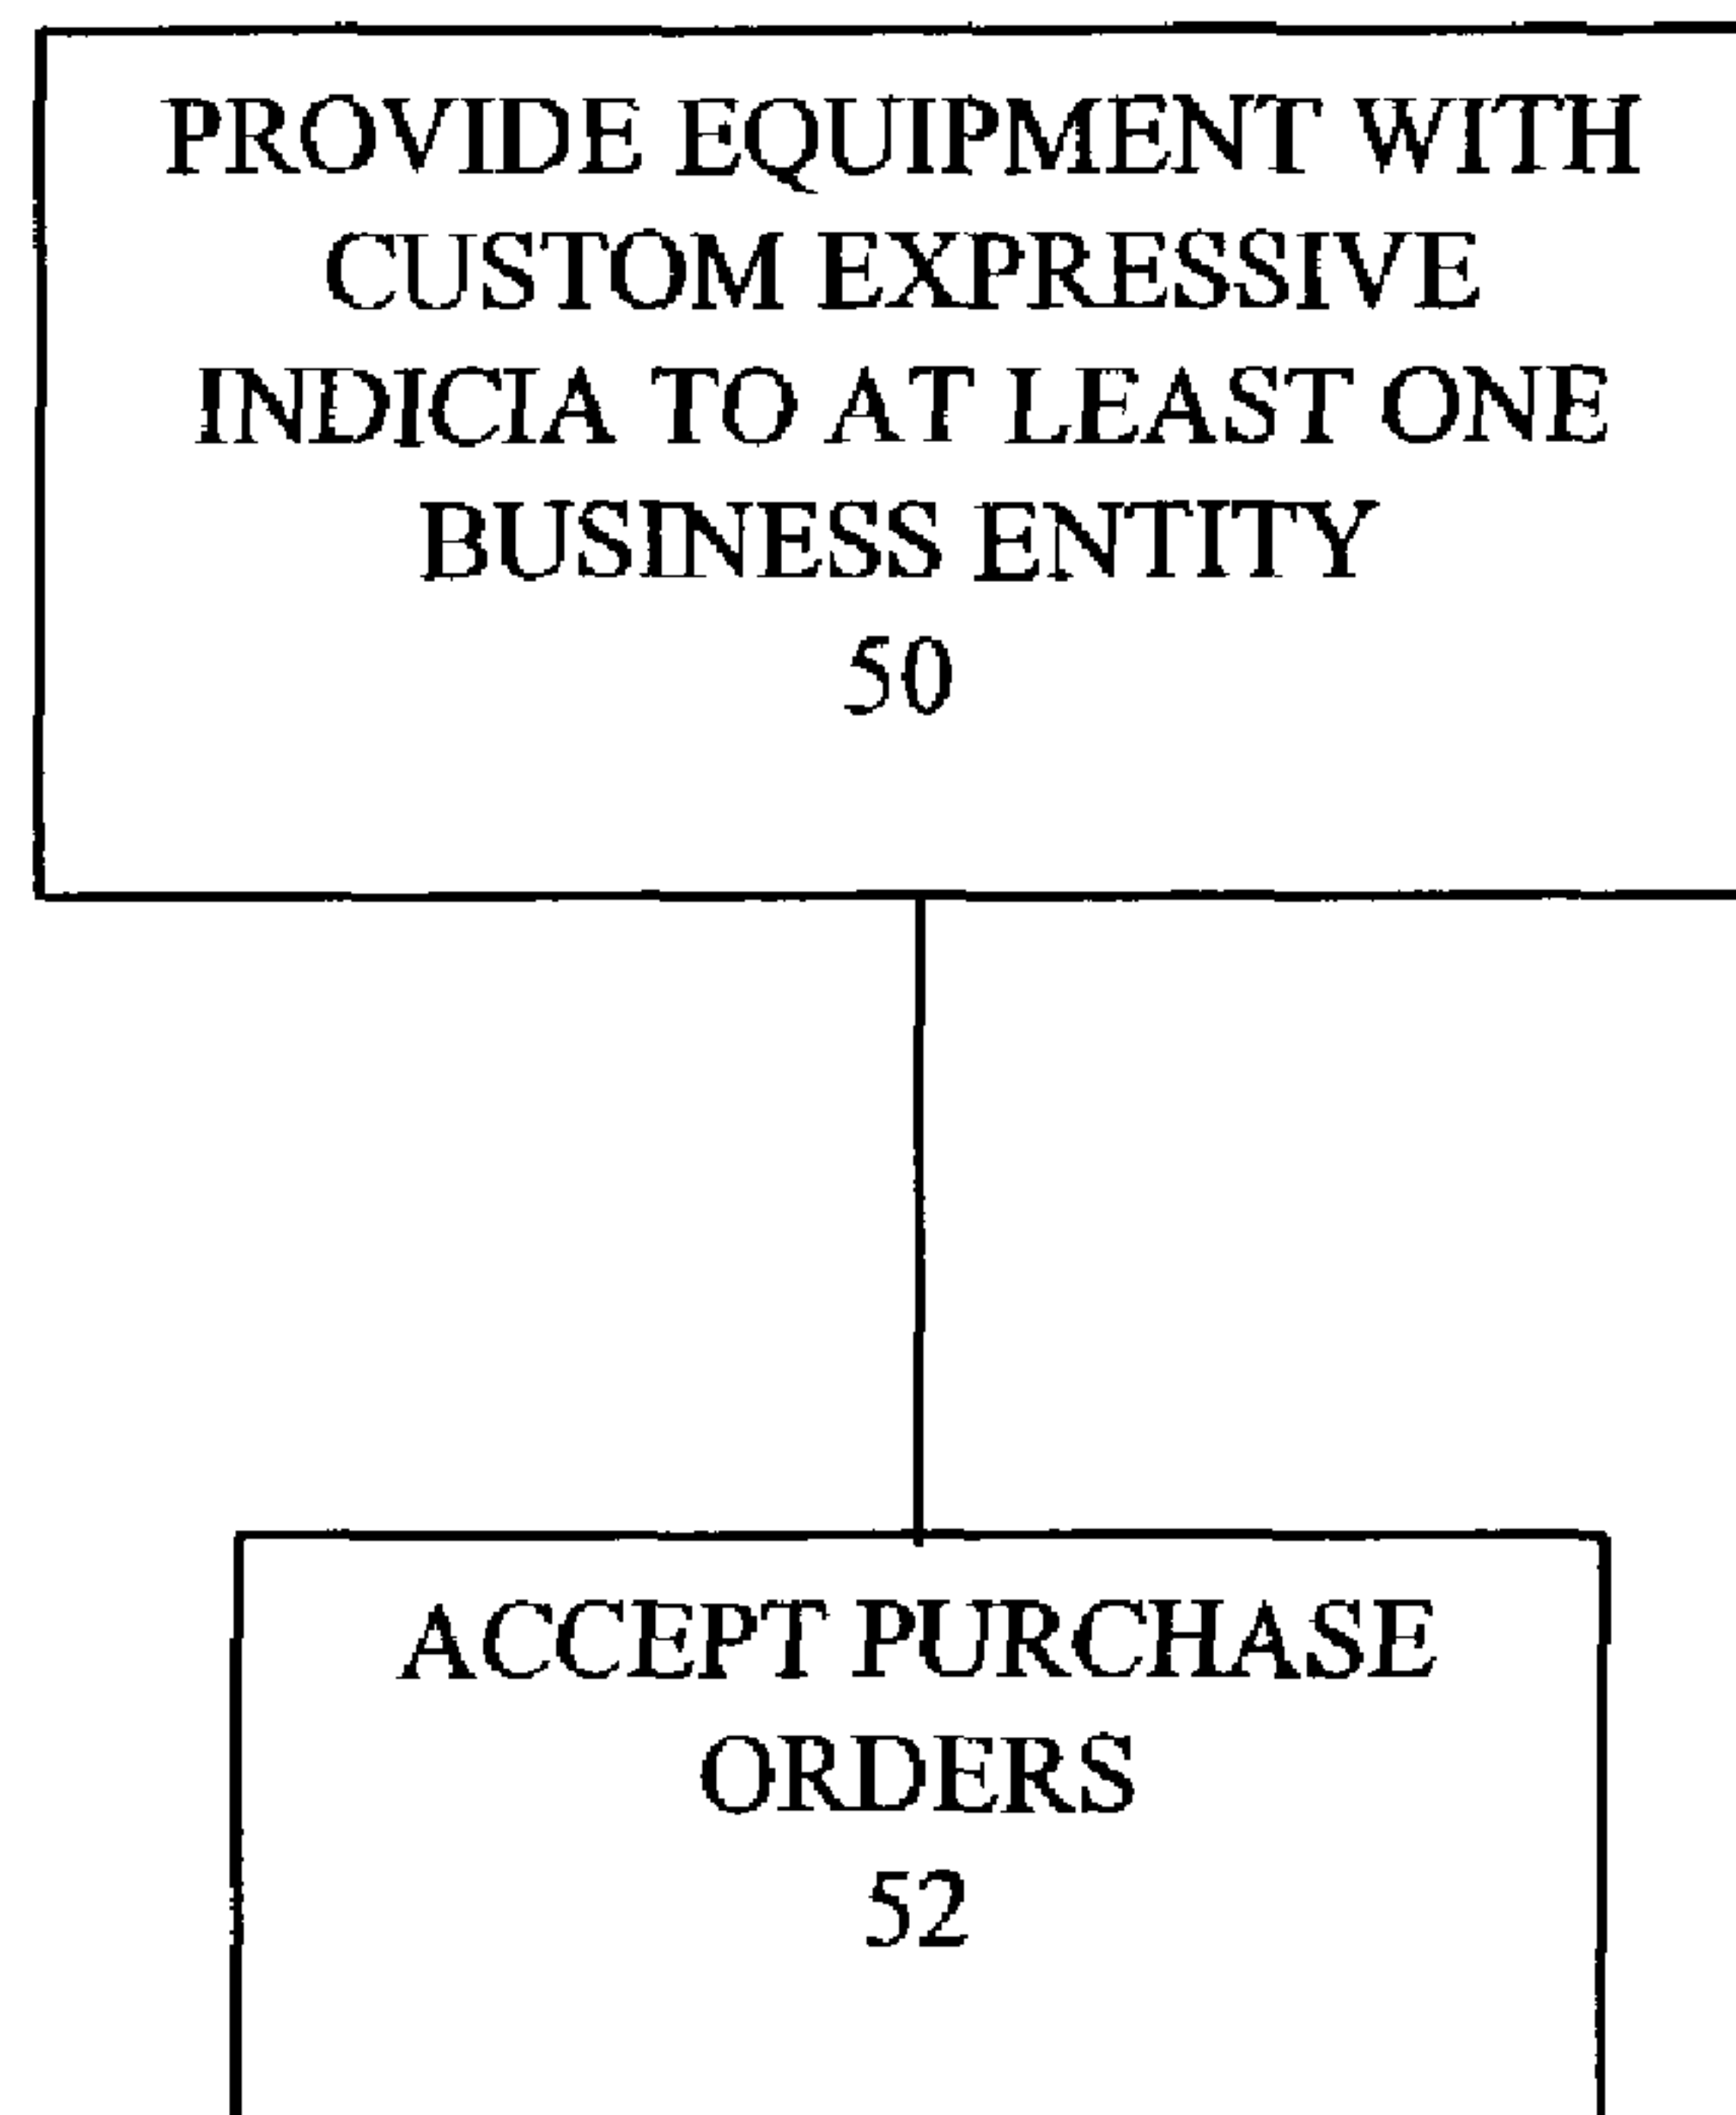 PROVIDE EQUIPMENT WITH
CUSTOM EXPRESSIVE
INDICIA TO AT LEAST ONE
BUSINESS ENTITY
50
ACCEPT PURCHASE
ORDERS
52